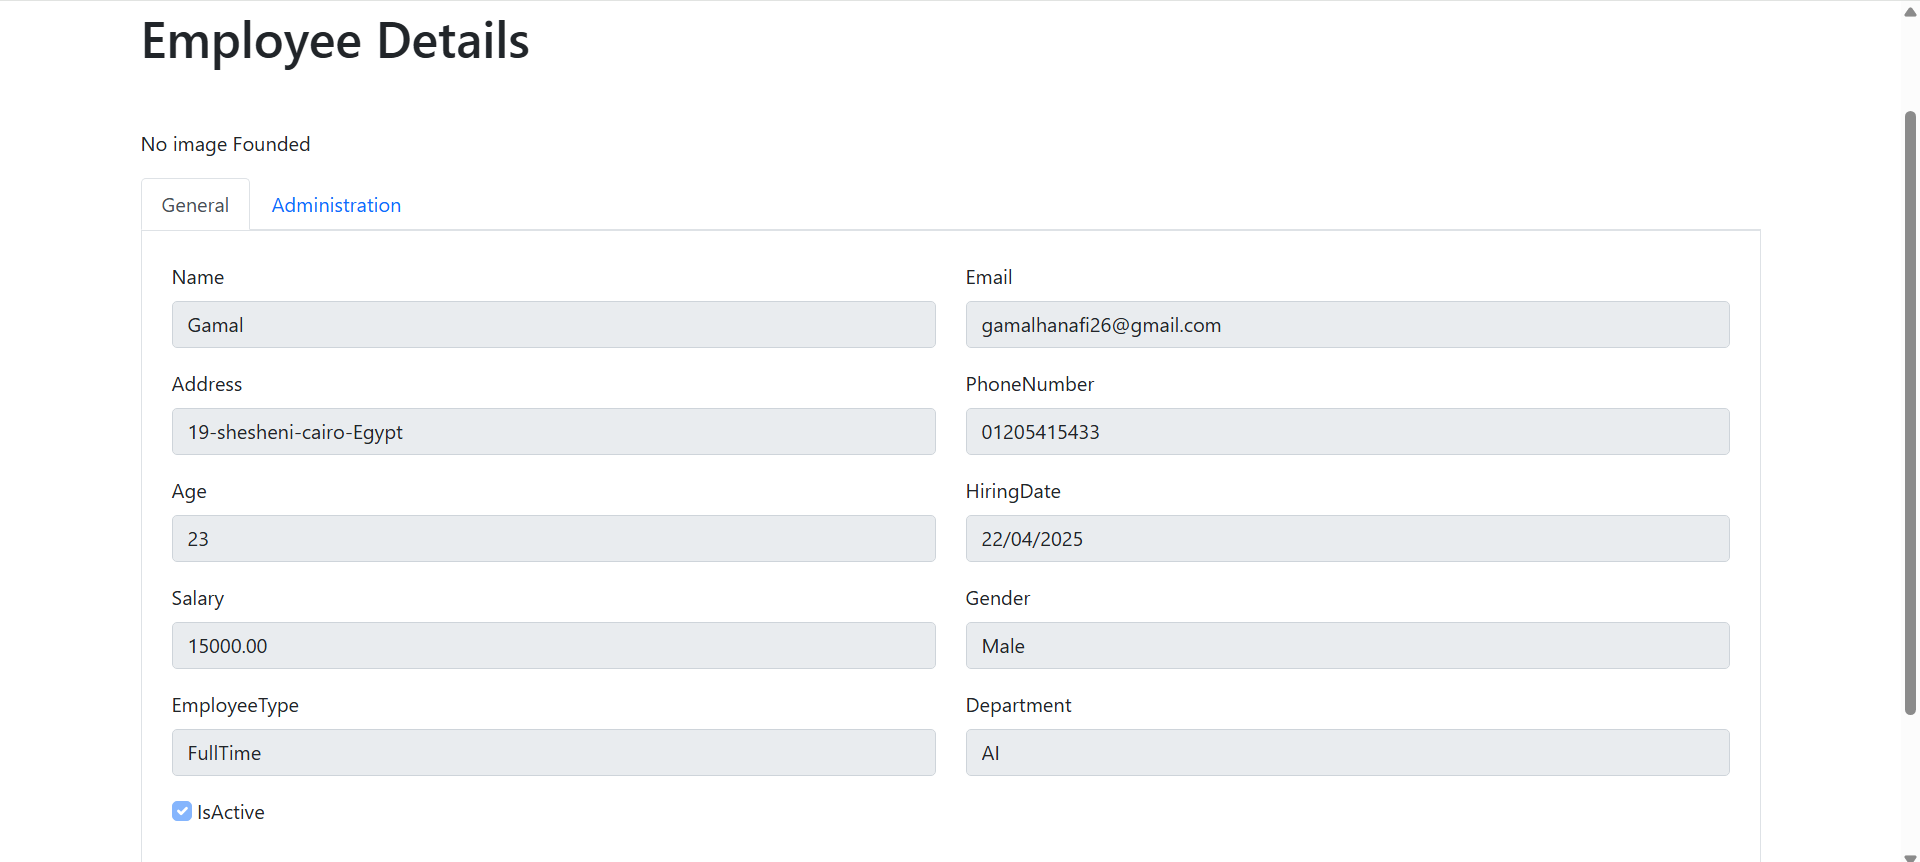 Employee Details
No image Founded
General Administration
Name Email
Gamal gamalhanafi26@gmail.com
Address PhoneNumber
19-shesheni-cairo-Egypt 01205415433
Age HiringDate
23 22/04/2025
Salary Gender
15000.00 Male
EmployeeType Department
FullTime AI
IsActive